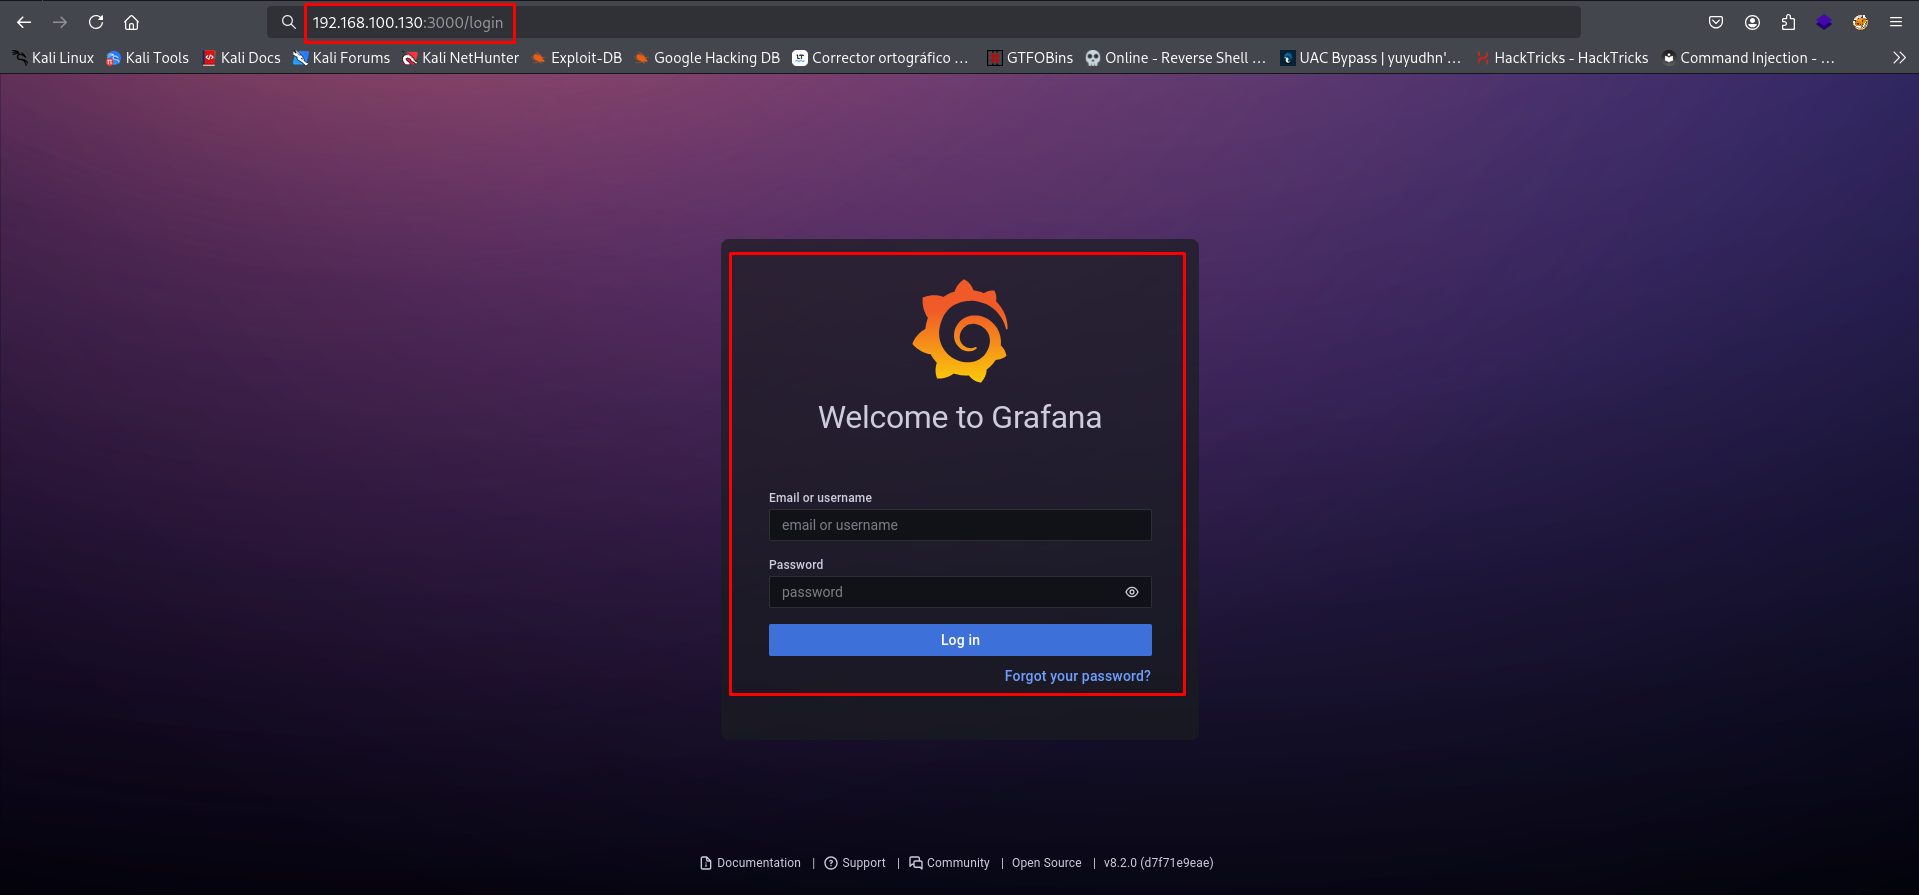 192.168.100.130:3000/login
Kali Linux Kali Tools Kali Docs Kali Forums Kali NetHunter Exploit-DB Google Hacking DB Corrector ortográfico ... GTFOBins Online - Reverse Shell ... UAC Bypass | yuyudhn'... HackTricks - HackTricks Command Injection - ...
Welcome to Grafana
Email or username
email or username
Password
password
Log in
Forgot your password?
Documentation | Support | Community | Open Source | v8.2.0 (d7f71e9eae)